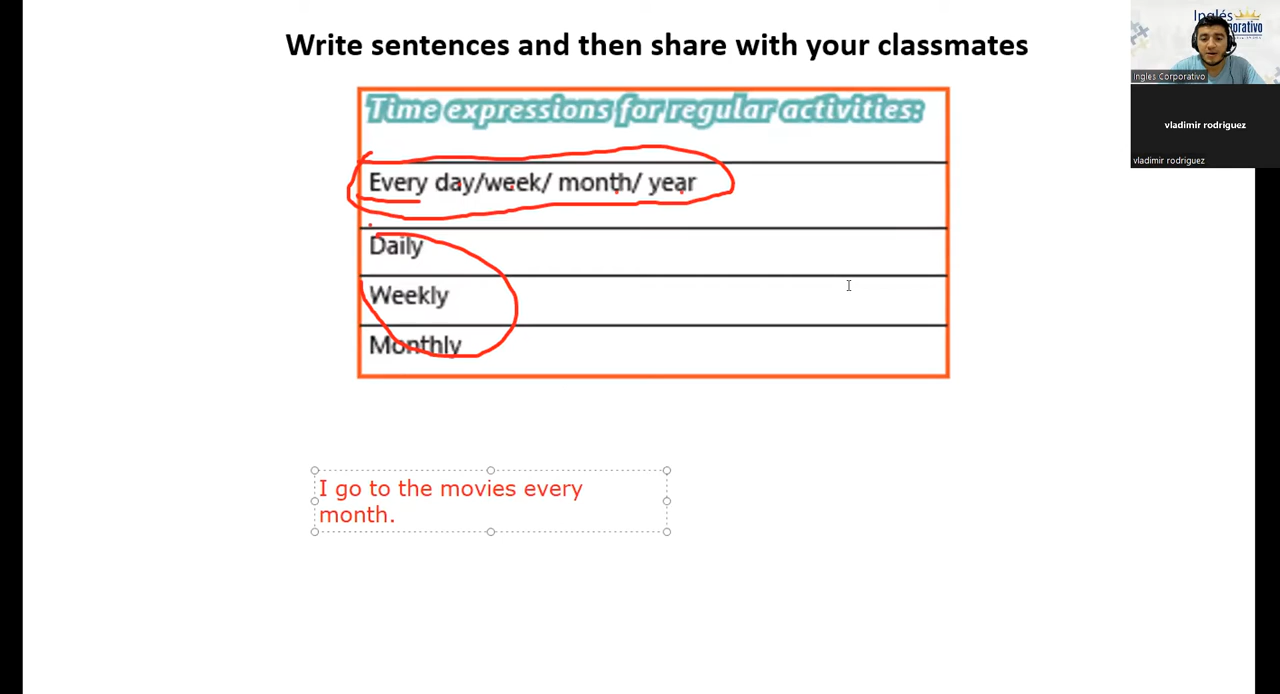 Write sentences and then share with your classmates
Inglés
Corporativo
Ingles Corporativo
vladimir rodriguez
vladimir rodriguez
Time expressions for regular activities:
Every day/week/ month/ year
Daily
Weekly
Monthly
I go to the movies every
month.